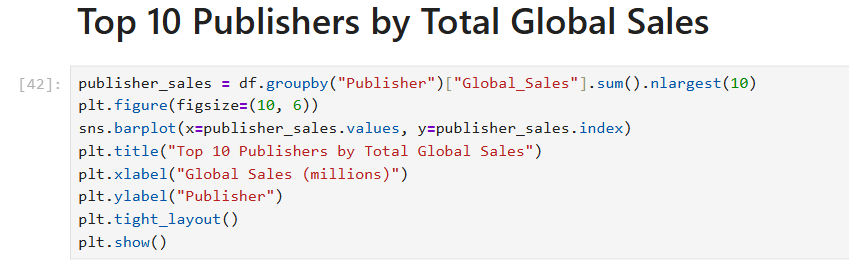 Top 10 Publishers by Total Global Sales
[42]: publisher_sales = df.groupby("Publisher")["Global_Sales"].sum().nlargest(10)
plt.figure(figsize=(10, 6))
sns.barplot(x=publisher_sales.values, y=publisher_sales.index)
plt.title("Top 10 Publishers by Total Global Sales")
plt.xlabel("Global Sales (millions)")
plt.ylabel("Publisher")
plt.tight_layout()
plt.show()